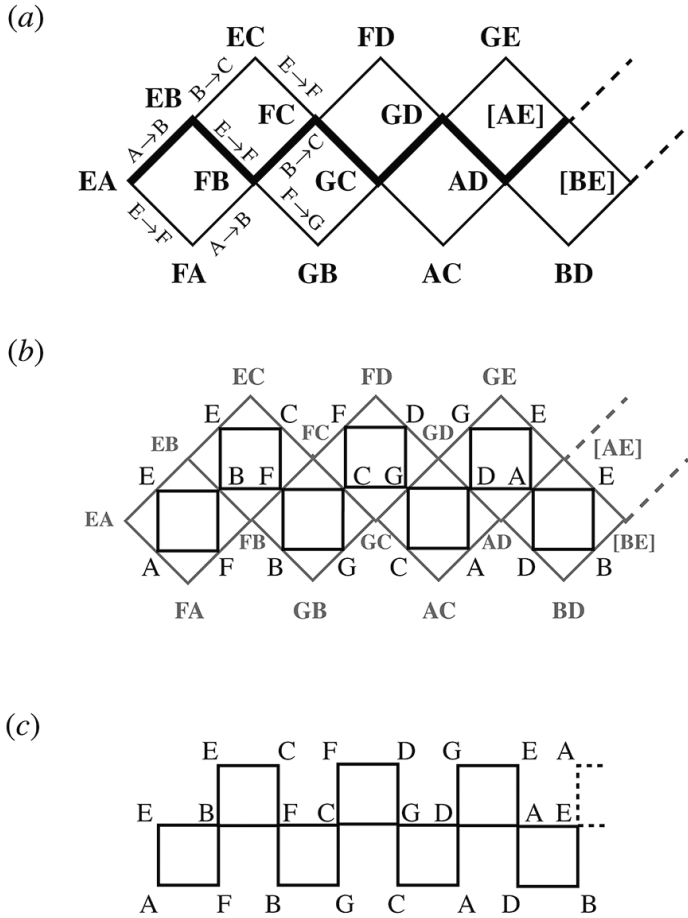 (a)
EC FD GE
B→C E→F
EB FC GD [AE]
A→B E→F B→C
EA FB GC AD [BE]
E→F A→B F→G
FA GB AC BD
(b)
EC FD GE
E C F D G E
EB FC GD [AE]
E B F C G D A E
EA FB GC AD [BE]
A F B G C A D B
FA GB AC BD
(c)
E C F D G E A
E B F C G D A E
A F B G C A D B